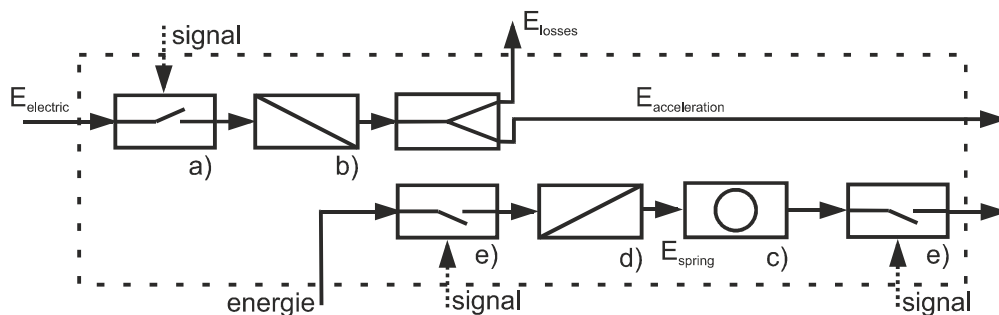 signal
E_losses
E_electric
E_acceleration
a)
b)
e)
d)
E_spring
c)
e)
energie
signal
signal